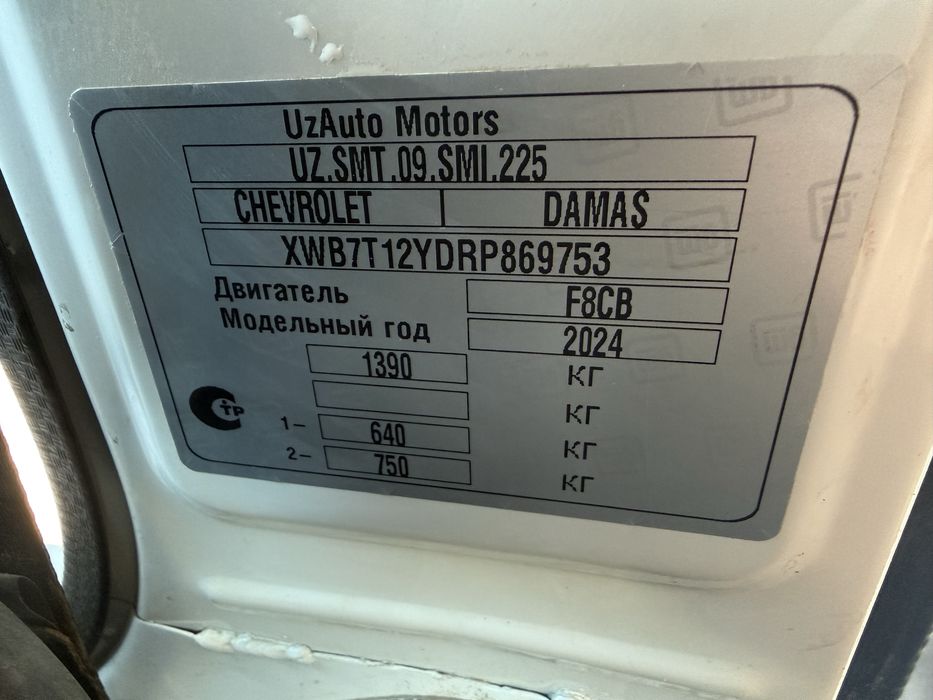 UzAuto Motors
UZ.SMT.09.SMI.225
CHEVROLET DAMAS
XWB7T12YDRP869753
Двигатель F8CB
Модельный год 2024
1390 кг
кг
1– 640 кг
2– 750 кг
тр